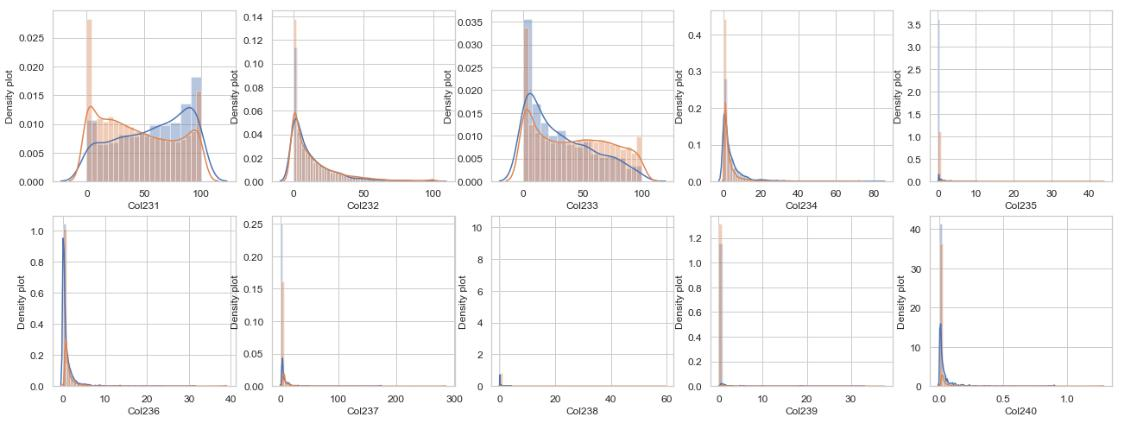 0.025
0.020
0.015
0.010
0.005
0.000
Density plot
0 50 100
Col231
0.14
0.12
0.10
0.08
0.06
0.04
0.02
0.00
Density plot
0 50 100
Col232
0.035
0.030
0.025
0.020
0.015
0.010
0.005
0.000
Density plot
0 50 100
Col233
0.4
0.3
0.2
0.1
0.0
Density plot
0 20 40 60 80
Col234
3.5
3.0
2.5
2.0
1.5
1.0
0.5
0.0
Density plot
0 10 20 30 40
Col235
1.0
0.8
0.6
0.4
0.2
0.0
Density plot
0 10 20 30 40
Col236
0.25
0.20
0.15
0.10
0.05
0.00
Density plot
0 100 200 300
Col237
10
8
6
4
2
0
Density plot
0 20 40 60
Col238
1.2
1.0
0.8
0.6
0.4
0.2
0.0
Density plot
0 10 20 30
Col239
40
30
20
10
0
Density plot
0.0 0.5 1.0
Col240